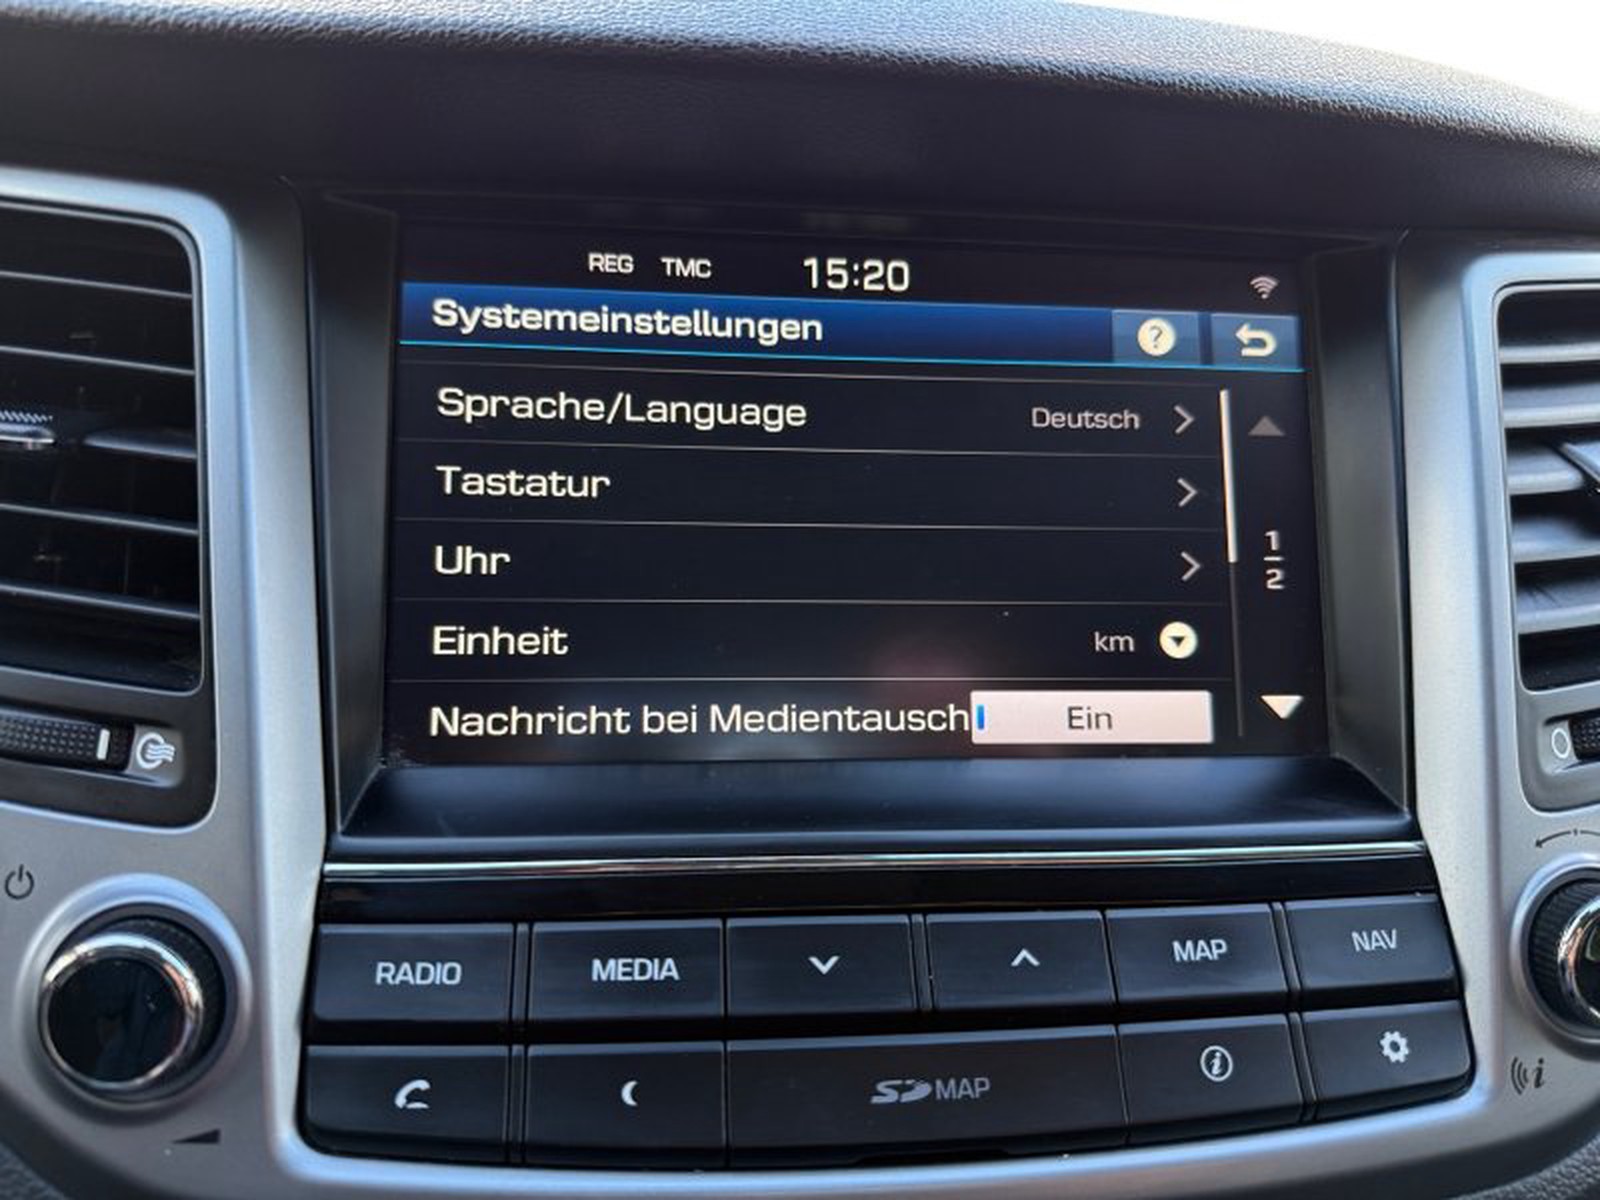 REG TMC 15:20
Systemeinstellungen ?
Sprache/Language Deutsch
Tastatur
Uhr
1
2
Einheit km
Nachricht bei Medientausch Ein
RADIO MEDIA MAP NAV
SD MAP i
i